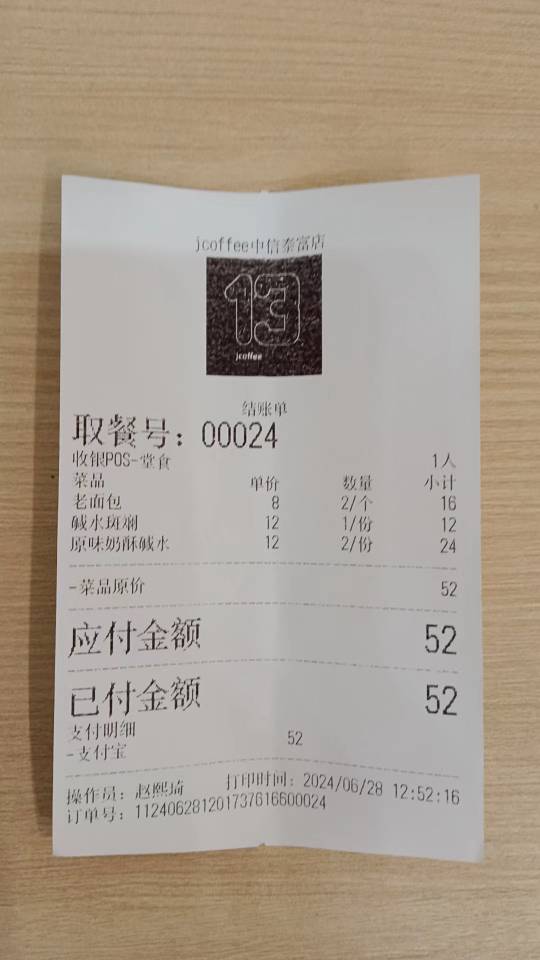 jcoffee中信泰富店
13
jcoffee
结账单
取餐号：00024
收银POS-堂食 1人
菜品 单价 数量 小计
老面包 8 2/个 16
碱水斑斓 12 1/份 12
原味奶酥碱水 12 2/份 24
-菜品原价 52
应付金额 52
已付金额 52
支付明细
-支付宝 52
操作员：赵熙琦 打印时间：2024/06/28 12:52:16
订单号：112406281201737616600024